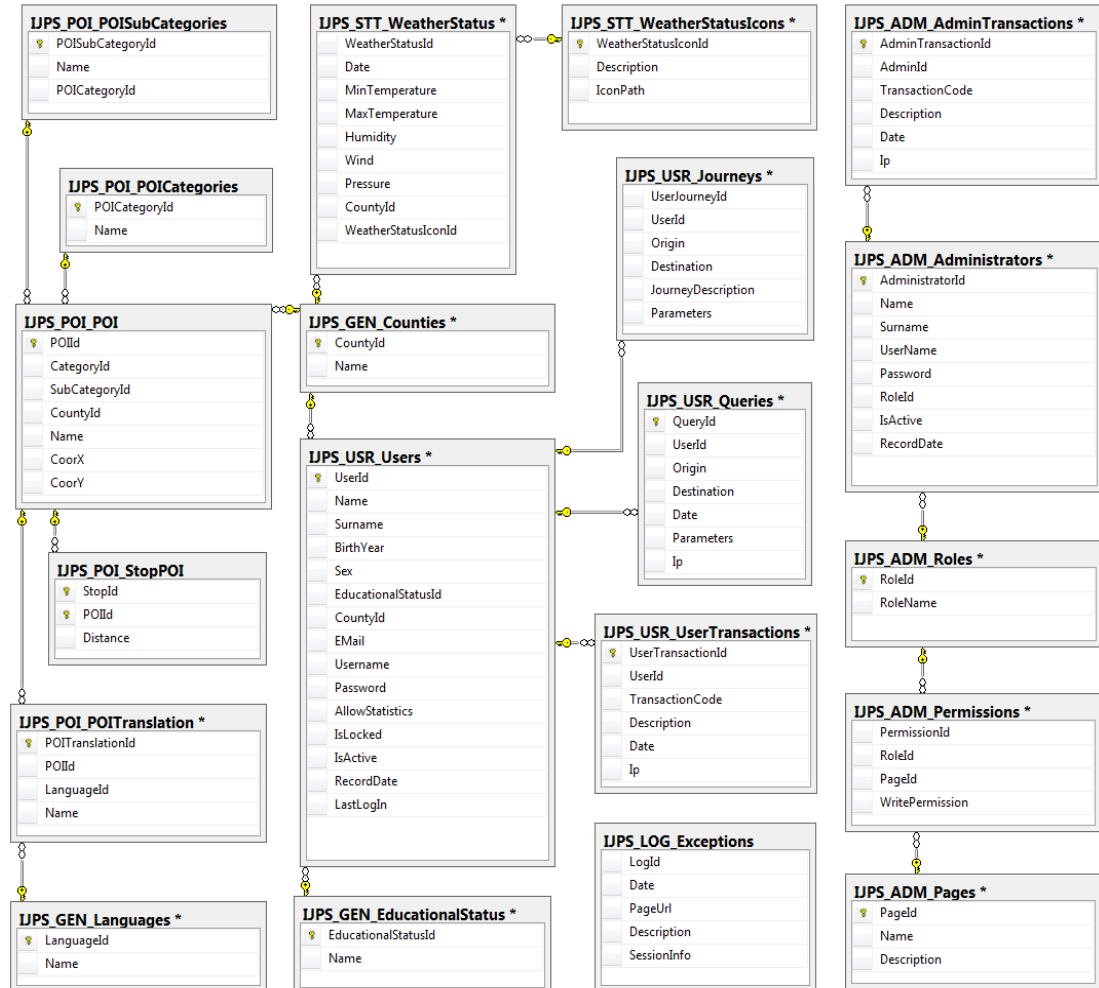 IJPS_POI_POISubCategories
POISubCategoryId
Name
POICategoryId
IJPS_STT_WeatherStatus *
WeatherStatusId
Date
MinTemperature
MaxTemperature
Humidity
Wind
Pressure
CountyId
WeatherStatusIconId
IJPS_STT_WeatherStatusIcons *
WeatherStatusIconId
Description
IconPath
IJPS_ADM_AdminTransactions *
AdminTransactionId
AdminId
TransactionCode
Description
Date
Ip
IJPS_POI_POICategories
POICategoryId
Name
IJPS_USR_Journeys *
UserJourneyId
UserId
Origin
Destination
JourneyDescription
Parameters
IJPS_ADM_Administrators *
AdministratorId
Name
Surname
UserName
Password
RoleId
IsActive
RecordDate
IJPS_POI_POI
POIId
CategoryId
SubCategoryId
CountyId
Name
CoorX
CoorY
IJPS_GEN_Counties *
CountyId
Name
IJPS_USR_Queries *
QueryId
UserId
Origin
Destination
Date
Parameters
Ip
IJPS_USR_Users *
UserId
Name
Surname
BirthYear
Sex
EducationalStatusId
CountyId
EMail
Username
Password
AllowStatistics
IsLocked
IsActive
RecordDate
LastLogIn
IJPS_POI_StopPOI
StopId
POIId
Distance
IJPS_ADM_Roles *
RoleId
RoleName
IJPS_USR_UserTransactions *
UserTransactionId
UserId
TransactionCode
Description
Date
Ip
IJPS_POI_POITranslation *
POITranslationId
POIId
LanguageId
Name
IJPS_ADM_Permissions *
PermissionId
RoleId
PageId
WritePermission
IJPS_LOG_Exceptions
LogId
Date
PageUrl
Description
SessionInfo
IJPS_GEN_Languages *
LanguageId
Name
IJPS_GEN_EducationalStatus *
EducationalStatusId
Name
IJPS_ADM_Pages *
PageId
Name
Description